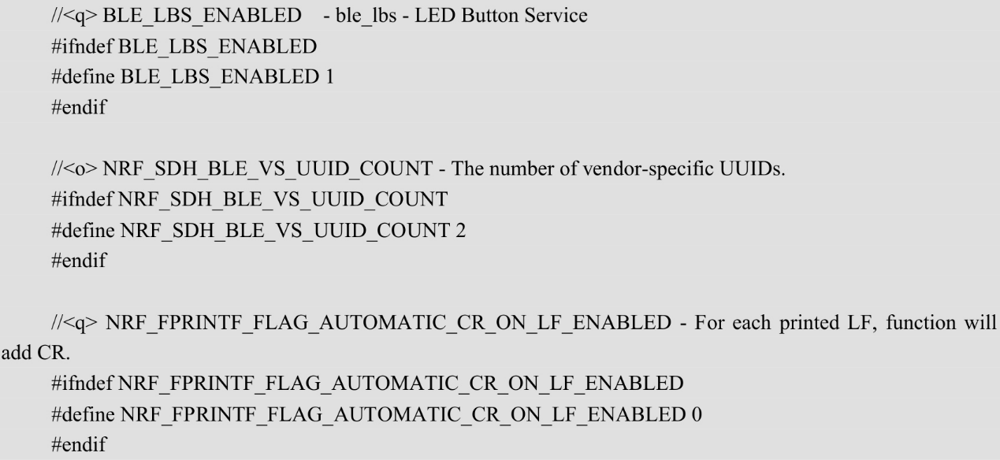 //<q> BLE_LBS_ENABLED - ble_lbs - LED Button Service
#ifndef BLE_LBS_ENABLED
#define BLE_LBS_ENABLED 1
#endif
//<o> NRF_SDH_BLE_VS_UUID_COUNT - The number of vendor-specific UUIDs.
#ifndef NRF_SDH_BLE_VS_UUID_COUNT
#define NRF_SDH_BLE_VS_UUID_COUNT 2
#endif
//<q> NRF_FPRINTF_FLAG_AUTOMATIC_CR_ON_LF_ENABLED - For each printed LF, function will
add CR.
#ifndef NRF_FPRINTF_FLAG_AUTOMATIC_CR_ON_LF_ENABLED
#define NRF_FPRINTF_FLAG_AUTOMATIC_CR_ON_LF_ENABLED 0
#endif